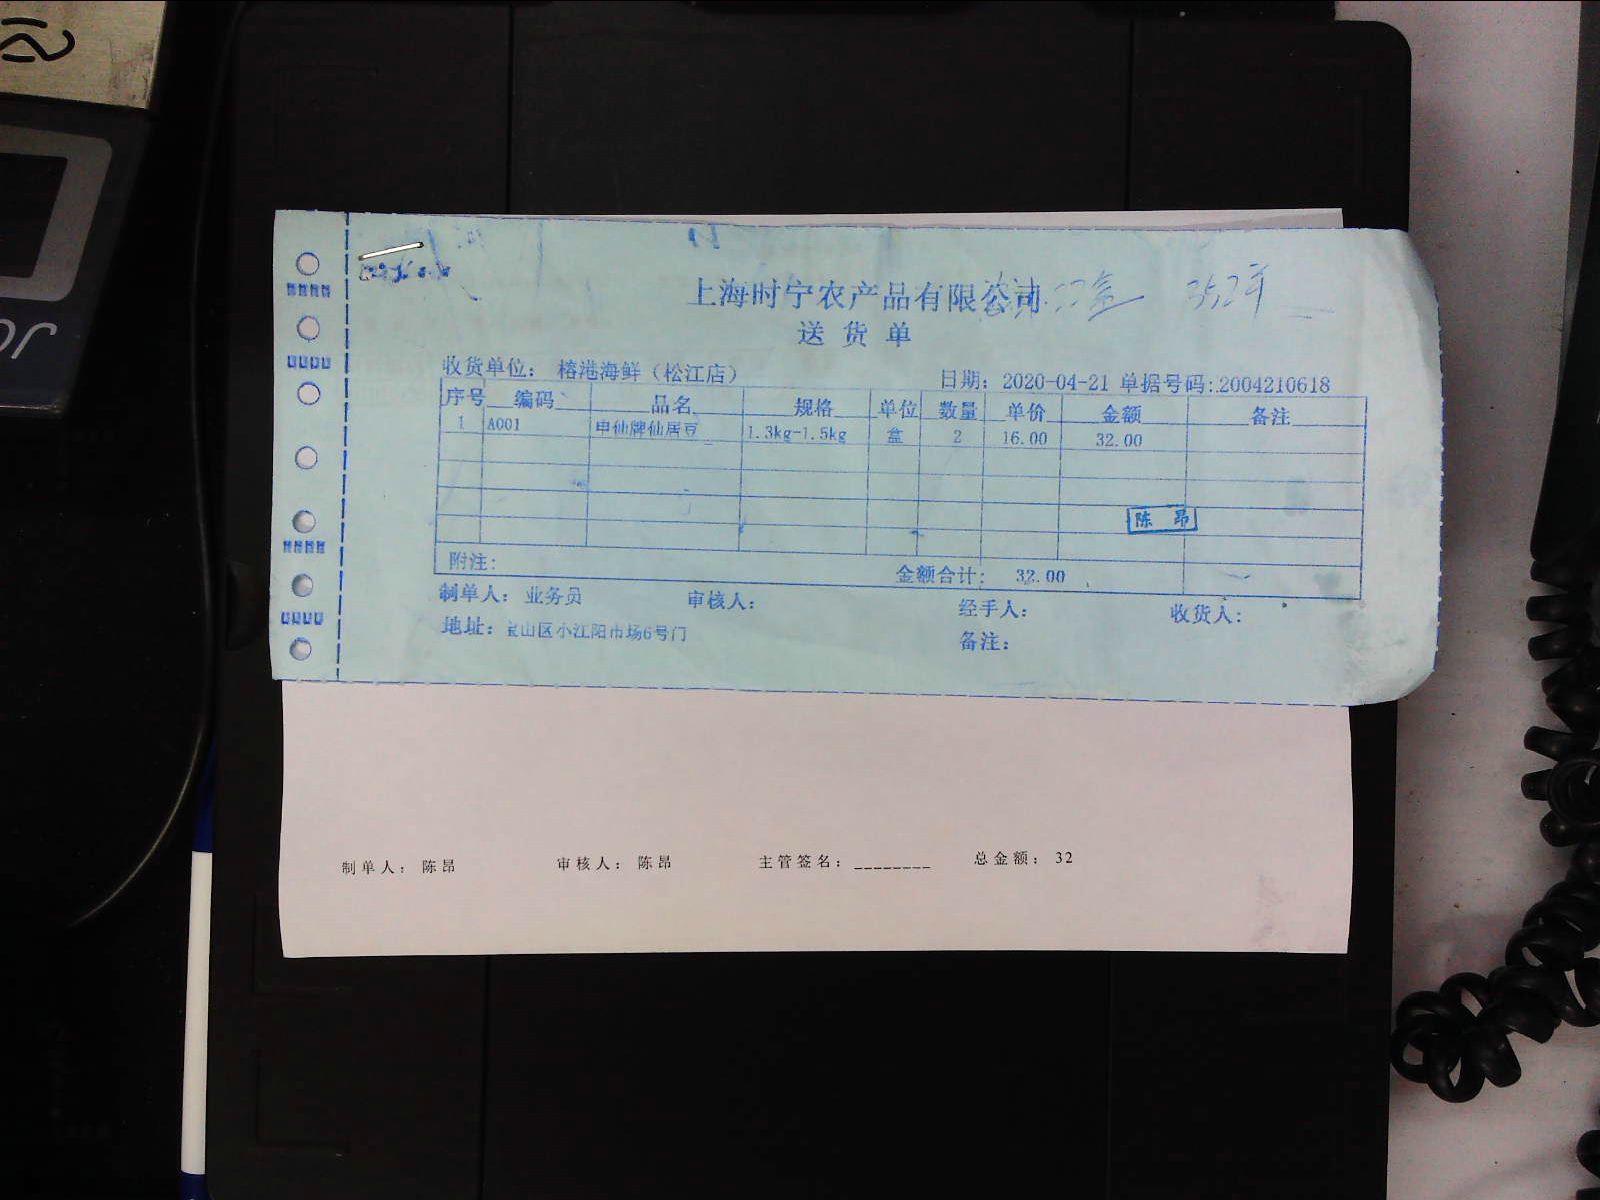 上海时宁农产品有限公司
送货单
收货单位： 椿港海鲜（松江店）
日期： 2020-04-21 单据号码：2004210618
序号 编码 品名 规格 单位 数量 单价 金额 备注
1 A001 申仙牌仙居豆 1.3kg-1.5kg 盒 2 16.00 32.00
陈 昂
附注： 金额合计： 32.00
制单人： 业务员 审核人： 经手人： 收货人：
地址： 宝山区小江阳市场6号门 备注：
制单人： 陈昂 审核人： 陈昂 主管签名：________ 总金额： 32